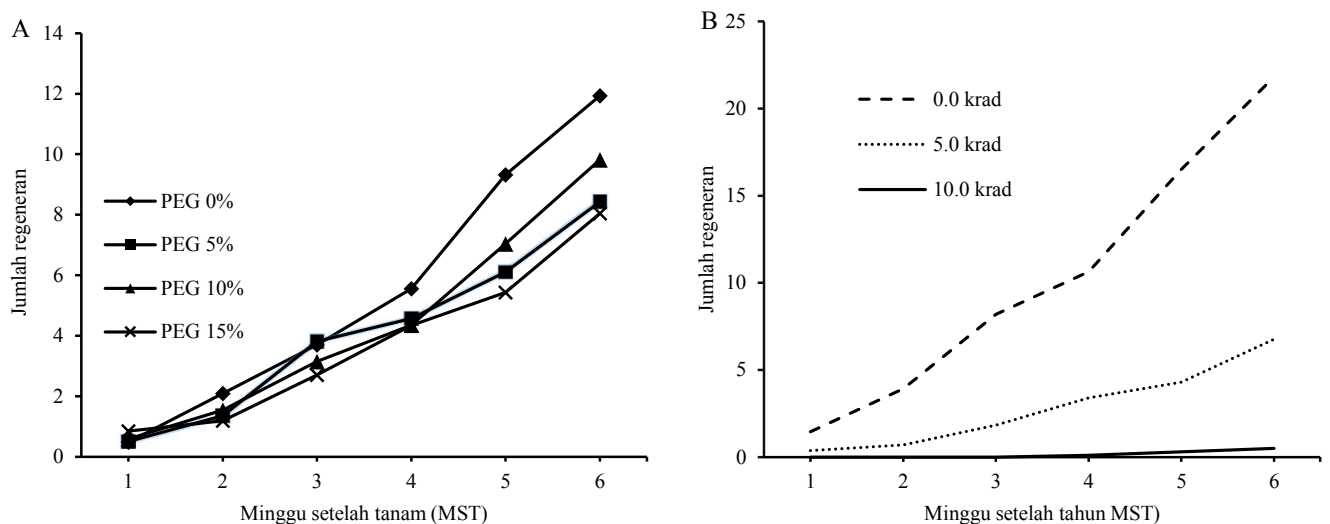 A
14
12
10
8
6
4
2
0
Jumlah regeneran
PEG 0%
PEG 5%
PEG 10%
PEG 15%
1 2 3 4 5 6
Minggu setelah tanam (MST)
B
25
20
15
10
5
0
Jumlah regeneran
0.0 krad
5.0 krad
10.0 krad
1 2 3 4 5 6
Minggu setelah tahun MST)